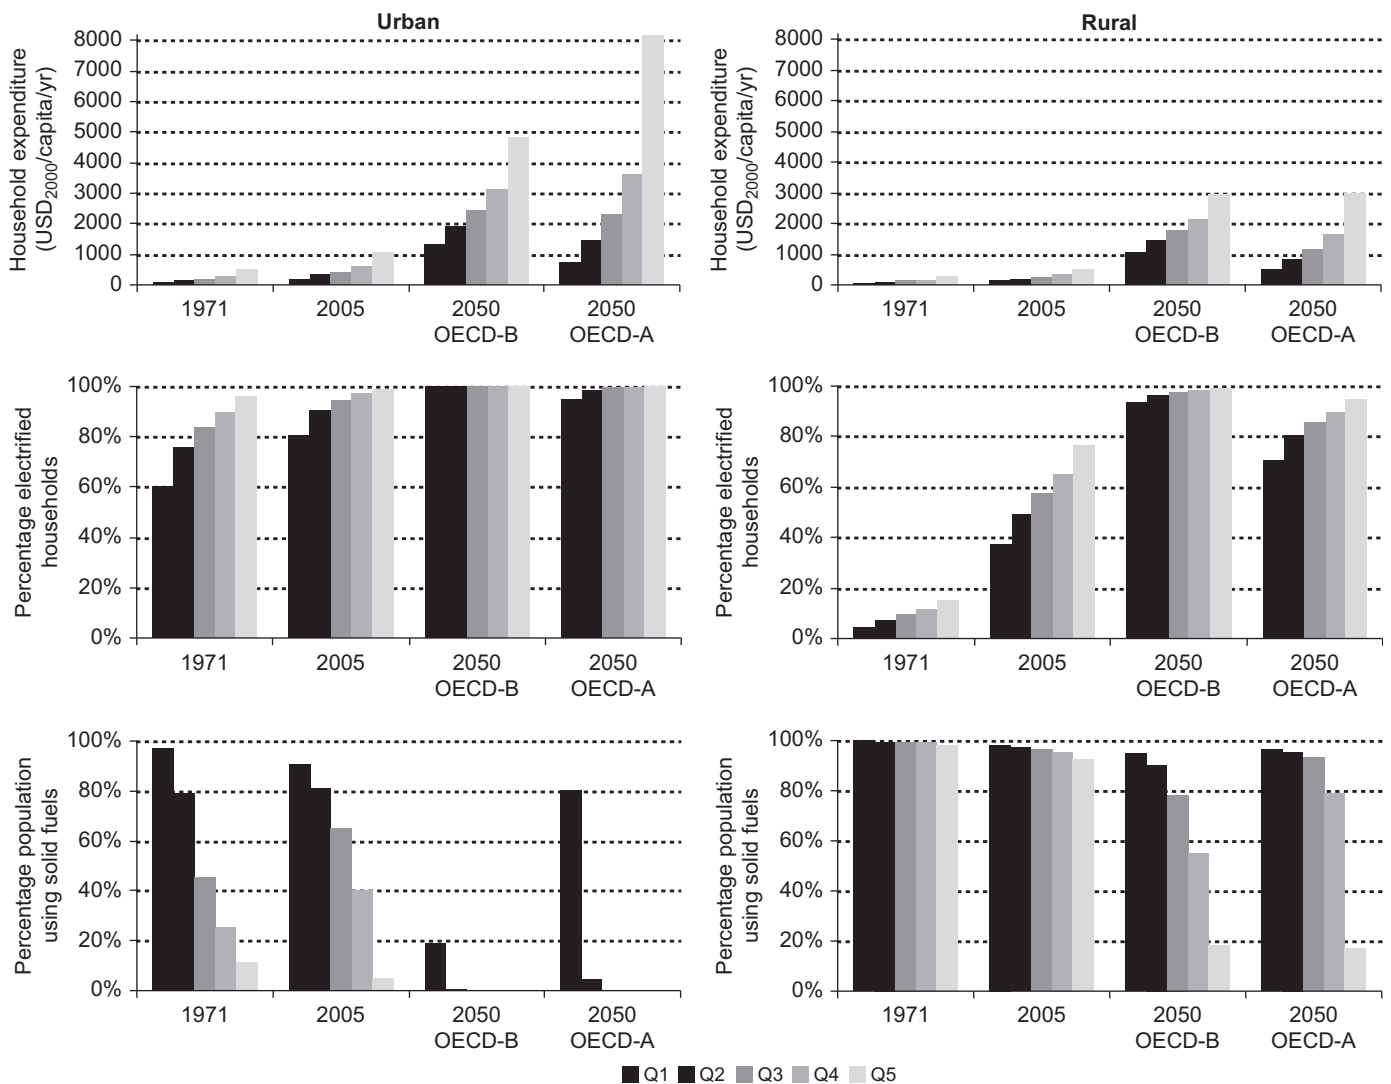 Urban
Household expenditure
(USD2000/capita/yr)
8000
7000
6000
5000
4000
3000
2000
1000
0
1971
2005
2050
OECD-B
2050
OECD-A
Rural
Household expenditure
(USD2000/capita/yr)
8000
7000
6000
5000
4000
3000
2000
1000
0
1971
2005
2050
OECD-B
2050
OECD-A
Percentage electrified
households
100%
80%
60%
40%
20%
0%
1971
2005
2050
OECD-B
2050
OECD-A
Percentage electrified
households
100%
80%
60%
40%
20%
0%
1971
2005
2050
OECD-B
2050
OECD-A
Percentage population
using solid fuels
100%
80%
60%
40%
20%
0%
1971
2005
2050
OECD-B
2050
OECD-A
Percentage population
using solid fuels
100%
80%
60%
40%
20%
0%
1971
2005
2050
OECD-B
2050
OECD-A
Q1 Q2 Q3 Q4 Q5